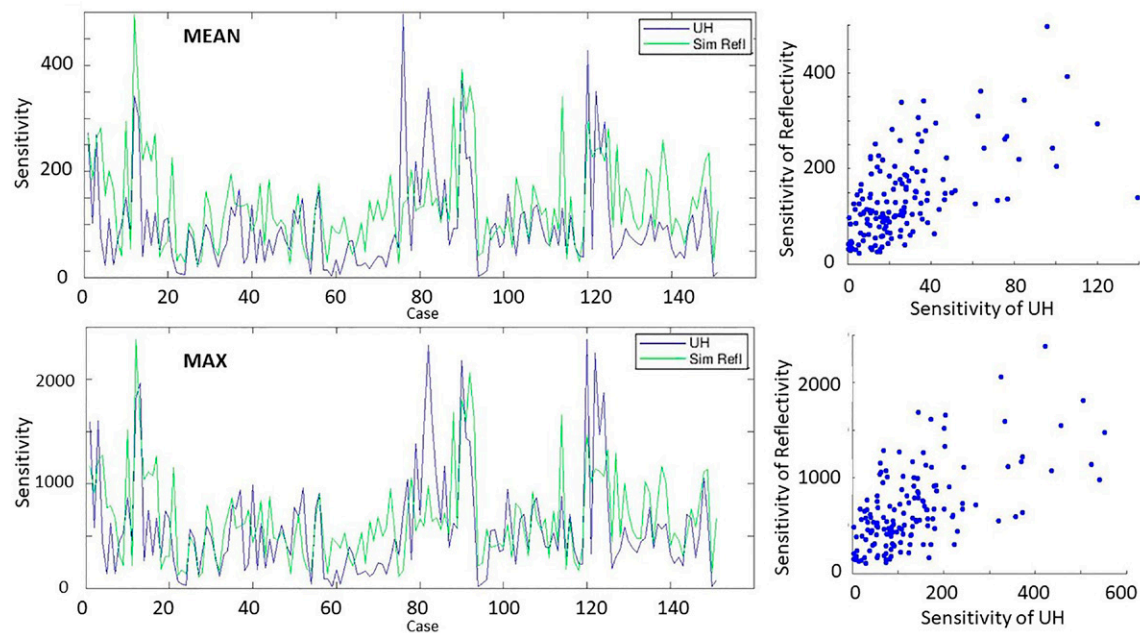 MEAN
UH
Sim Refl
Sensitivity
400
200
0
0 20 40 60 80 100 120 140
Case
Sensitivity of Reflectivity
400
200
0
0 40 80 120
Sensitivity of UH
MAX
UH
Sim Refl
Sensitivity
2000
1000
0
0 20 40 60 80 100 120 140
Case
Sensitivity of Reflectivity
2000
1000
0
0 200 400 600
Sensitivity of UH